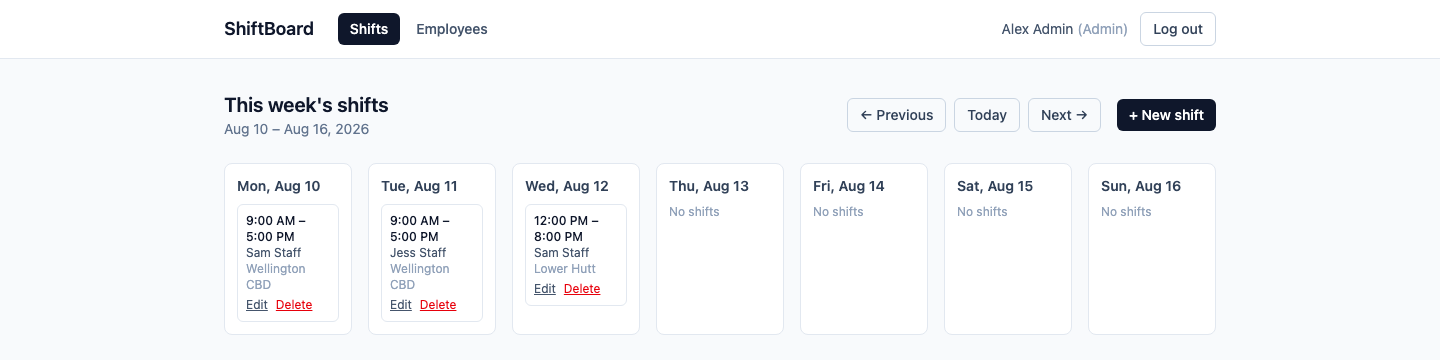 ShiftBoard
Shifts
Employees
Alex Admin (Admin)
Log out
This week's shifts
Aug 10 – Aug 16, 2026
← Previous
Today
Next →
+ New shift
Mon, Aug 10
9:00 AM –
5:00 PM
Sam Staff
Wellington
CBD
Edit Delete
Tue, Aug 11
9:00 AM –
5:00 PM
Jess Staff
Wellington
CBD
Edit Delete
Wed, Aug 12
12:00 PM –
8:00 PM
Sam Staff
Lower Hutt
Edit Delete
Thu, Aug 13
No shifts
Fri, Aug 14
No shifts
Sat, Aug 15
No shifts
Sun, Aug 16
No shifts